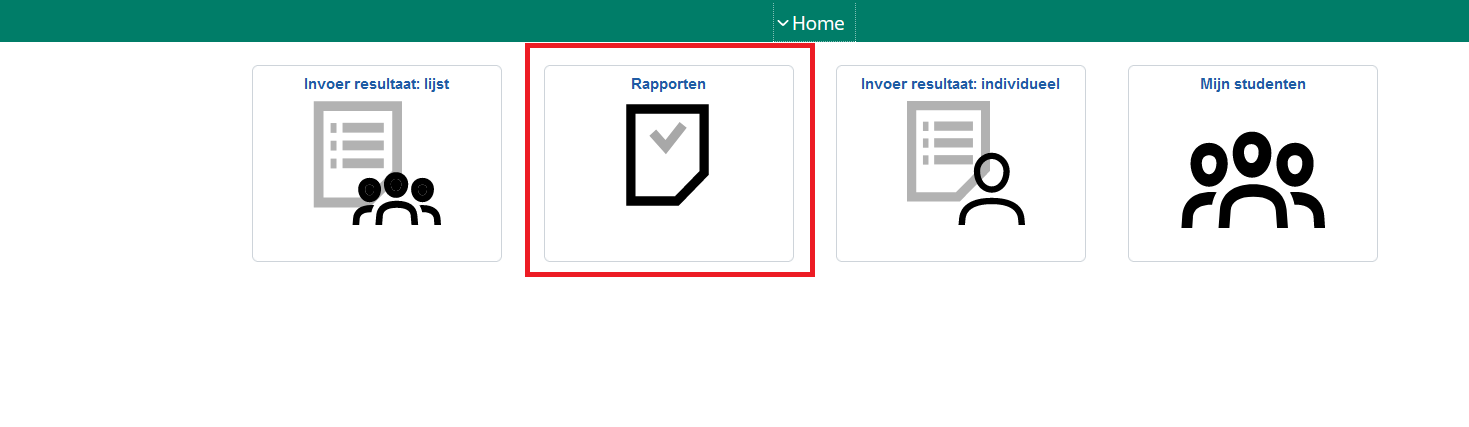 Home
Invoer resultaat: lijst
Rapporten
Invoer resultaat: individueel
Mijn studenten